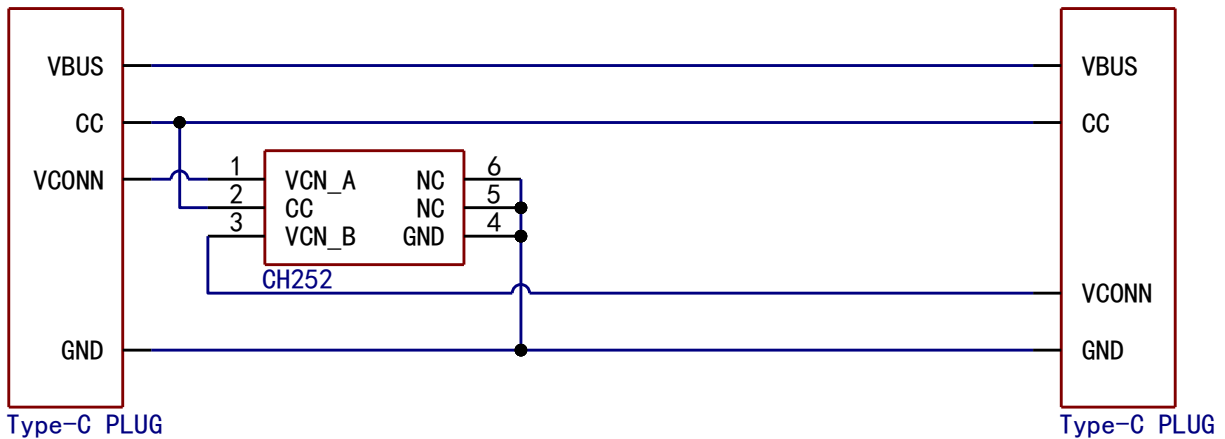 VBUS
VBUS
CC
CC
VCONN
1
VCN_A
NC
6
2
CC
NC
5
3
VCN_B
GND
4
CH252
VCONN
GND
GND
Type-C PLUG
Type-C PLUG